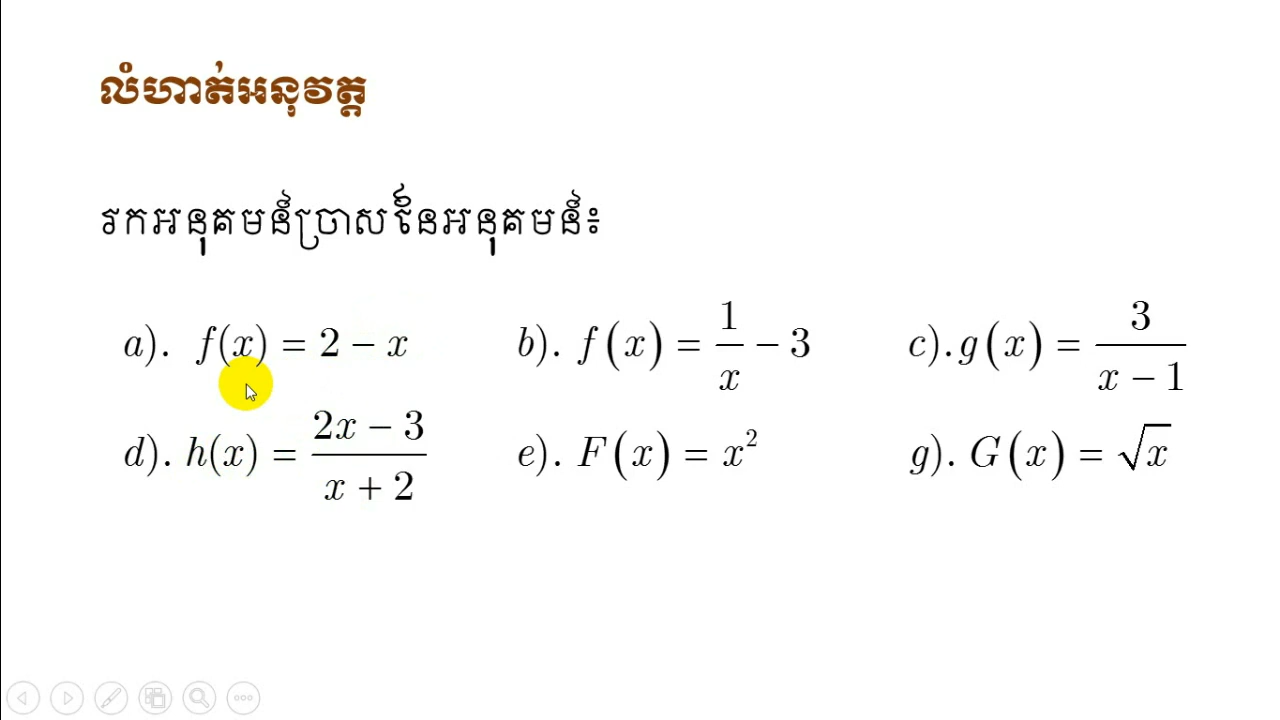 លំហាត់អនុវត្ត
រកអនុគមន៍ច្រាសនៃអនុគមន៍៖
a). f(x) = 2 − x b). f(x) = 1/x − 3 c). g(x) = 3/(x − 1)
d). h(x) = (2x − 3)/(x + 2) e). F(x) = x² g). G(x) = √x